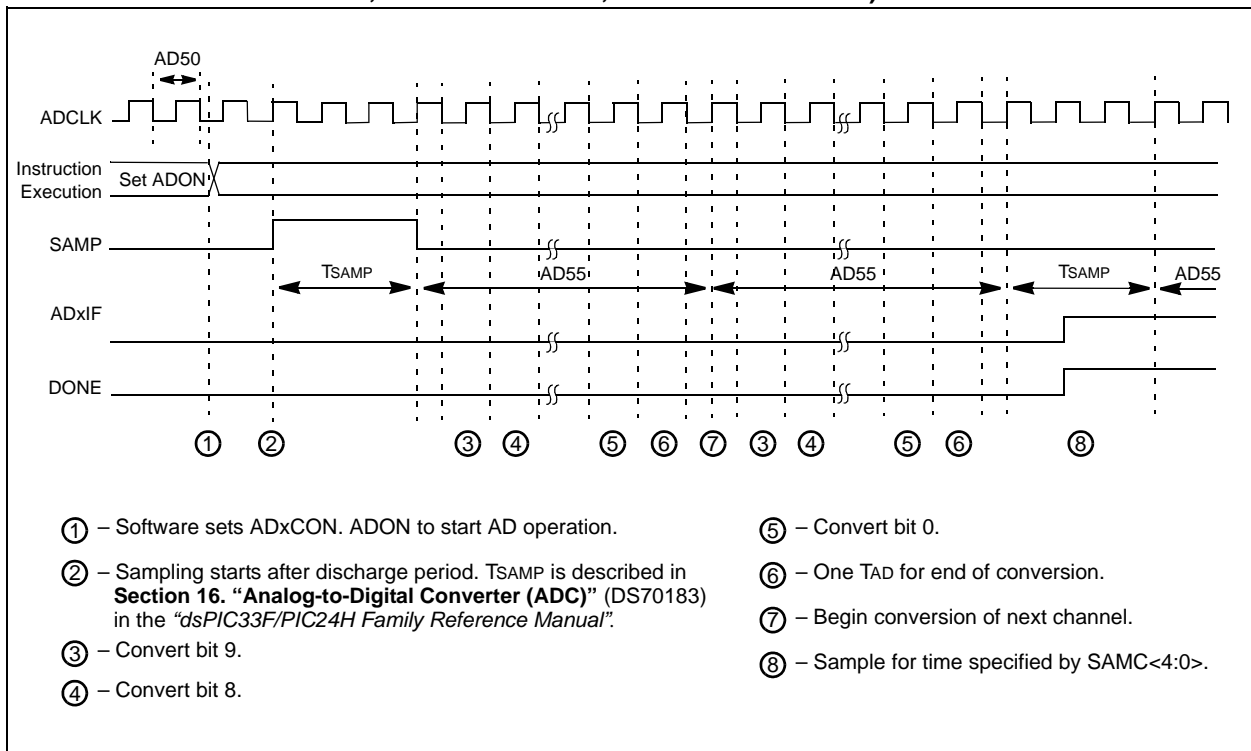 AD50
ADCLK
Instruction
Execution
Set ADON
SAMP
TSAMP
AD55
AD55
TSAMP
AD55
ADxIF
DONE
1 2 3 4 5 6 7 3 4 5 6 8
1 – Software sets ADxCON. ADON to start AD operation.
2 – Sampling starts after discharge period. TSAMP is described in
Section 16. “Analog-to-Digital Converter (ADC)” (DS70183)
in the “dsPIC33F/PIC24H Family Reference Manual”.
3 – Convert bit 9.
4 – Convert bit 8.
5 – Convert bit 0.
6 – One TAD for end of conversion.
7 – Begin conversion of next channel.
8 – Sample for time specified by SAMC<4:0>.